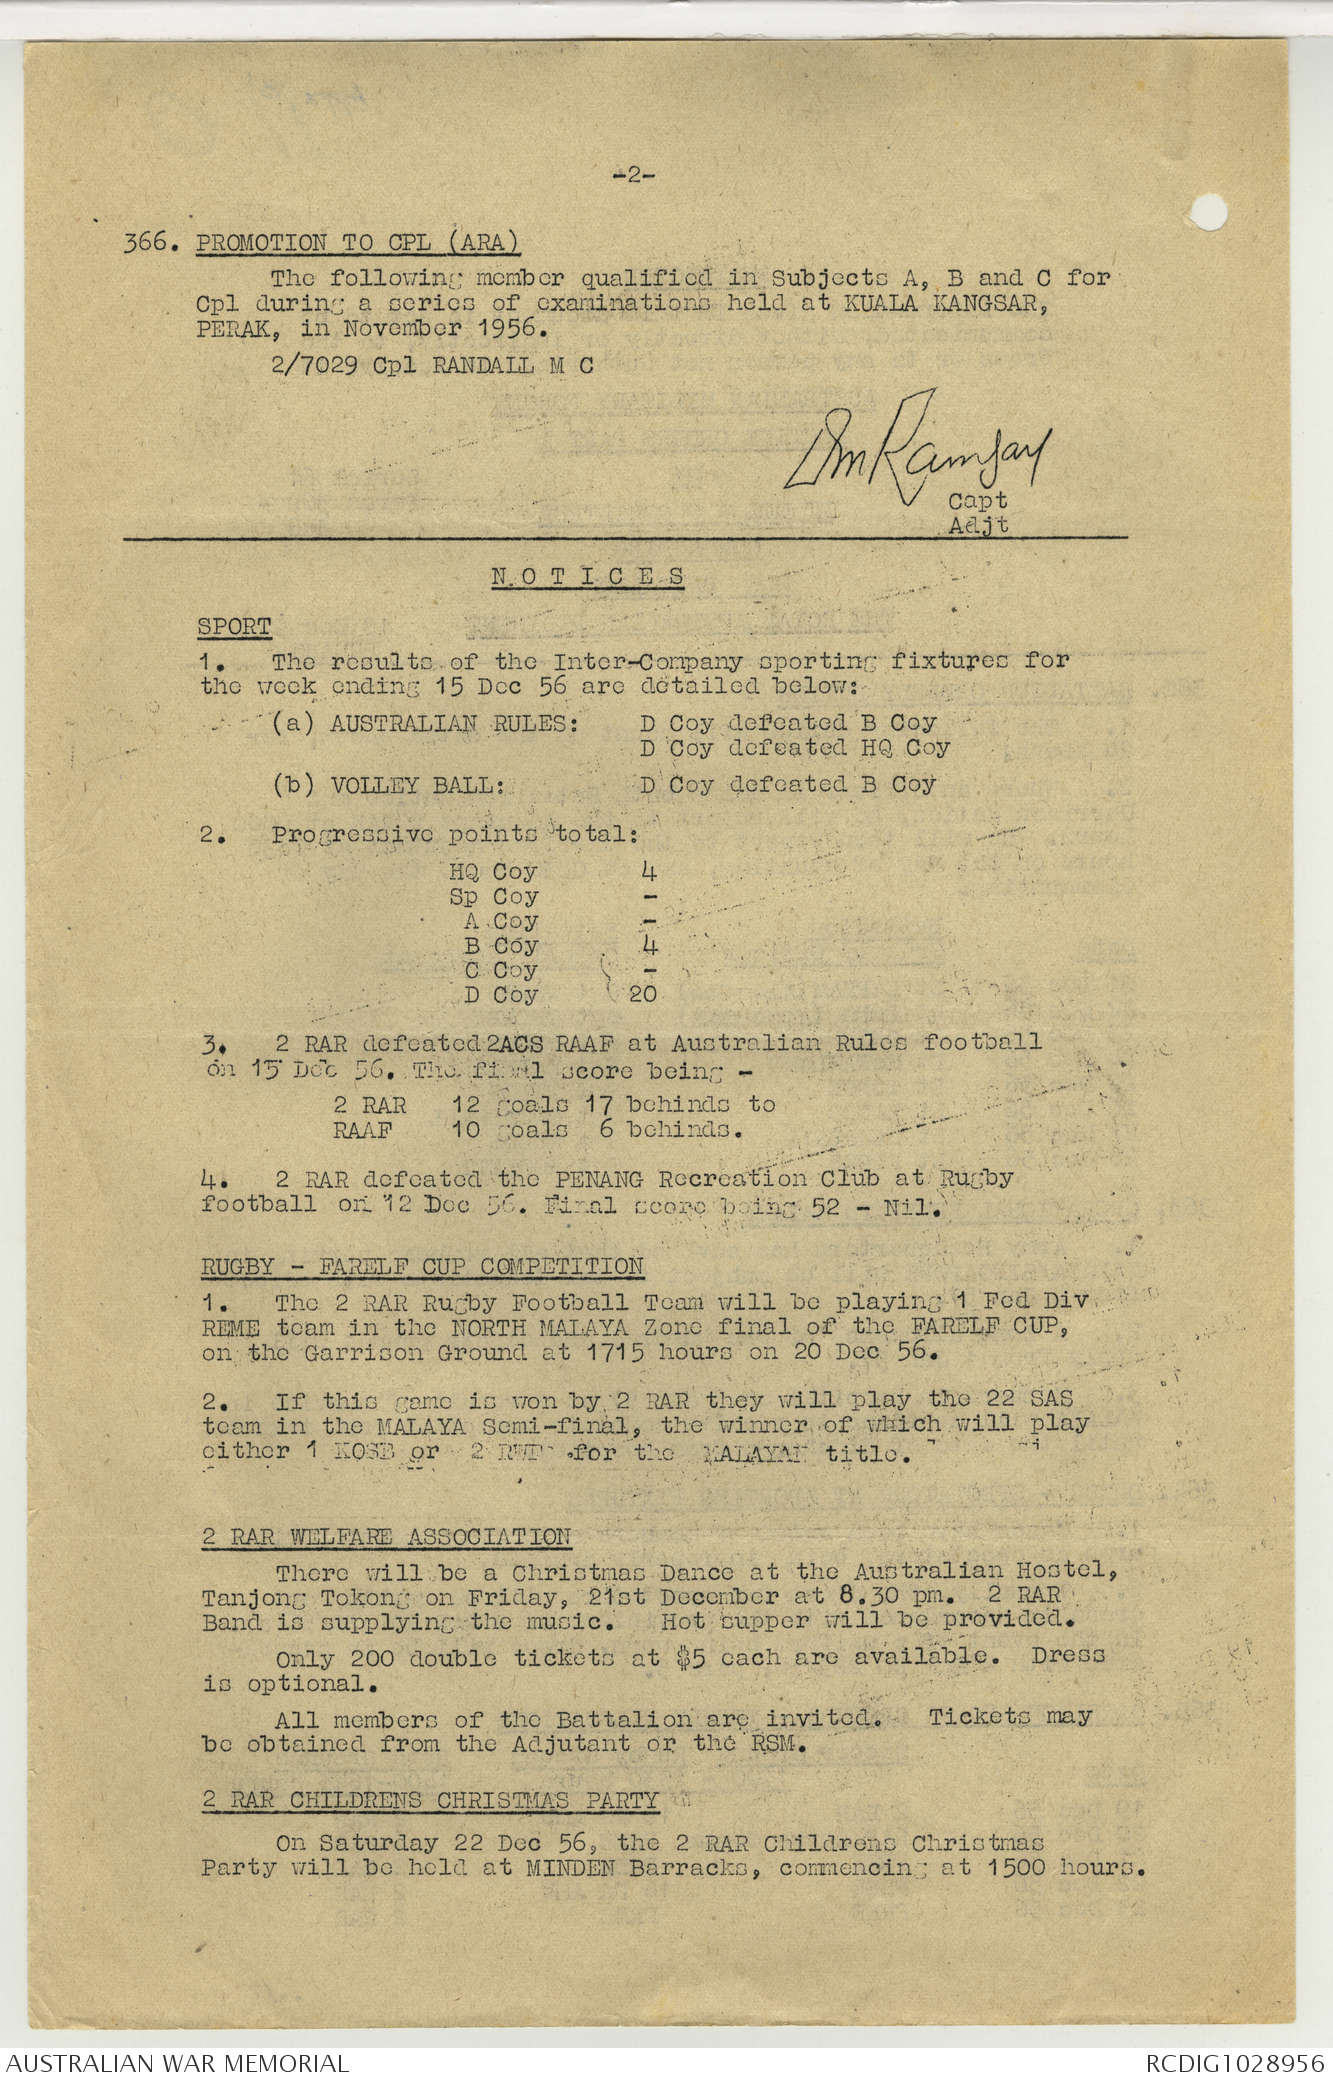 -2-
366. PROMOTION TO CPL (ARA)
The following member qualified in Subjects A, B and C for
Cpl during a series of examinations held at KUALA KANGSAR,
PERAK, in November 1956.
2/7029 Cpl RANDALL M C
Ramsay
Capt
Adjt
N O T I C E S
SPORT
1. The results of the Inter-Company sporting fixtures for
the week ending 15 Dec 56 are detailed below:
(a) AUSTRALIAN RULES: D Coy defeated B Coy
D Coy defeated HQ Coy
(b) VOLLEY BALL: D Coy defeated B Coy
2. Progressive points total:
HQ Coy 4
Sp Coy -
A Coy -
B Coy 4
C Coy -
D Coy 20
3. 2 RAR defeated 2ACS RAAF at Australian Rules football
on 15 Dec 56. The final score being -
2 RAR 12 goals 17 behinds to
RAAF 10 goals 6 behinds.
4. 2 RAR defeated the PENANG Recreation Club at Rugby
football on 12 Dec 56. Final score being 52 - Nil.
RUGBY - FARELF CUP COMPETITION
1. The 2 RAR Rugby Football Team will be playing 1 Fed Div
REME team in the NORTH MALAYA Zone final of the FARELF CUP,
on the Garrison Ground at 1715 hours on 20 Dec 56.
2. If this game is won by 2 RAR they will play the 22 SAS
team in the MALAYA Semi-final, the winner of which will play
either 1 KOSB or 2 for the MALAYAN title.
2 RAR WELFARE ASSOCIATION
There will be a Christmas Dance at the Australian Hostel,
Tanjong Tokong on Friday, 21st December at 8.30 pm. 2 RAR
Band is supplying the music. Hot supper will be provided.
Only 200 double tickets at $5 each are available. Dress
is optional.
All members of the Battalion are invited. Tickets may
be obtained from the Adjutant or the RSM.
2 RAR CHILDRENS CHRISTMAS PARTY
On Saturday 22 Dec 56, the 2 RAR Childrens Christmas
Party will be held at MINDEN Barracks, commencing at 1500 hours.
AUSTRALIAN WAR MEMORIAL RCDIG1028956